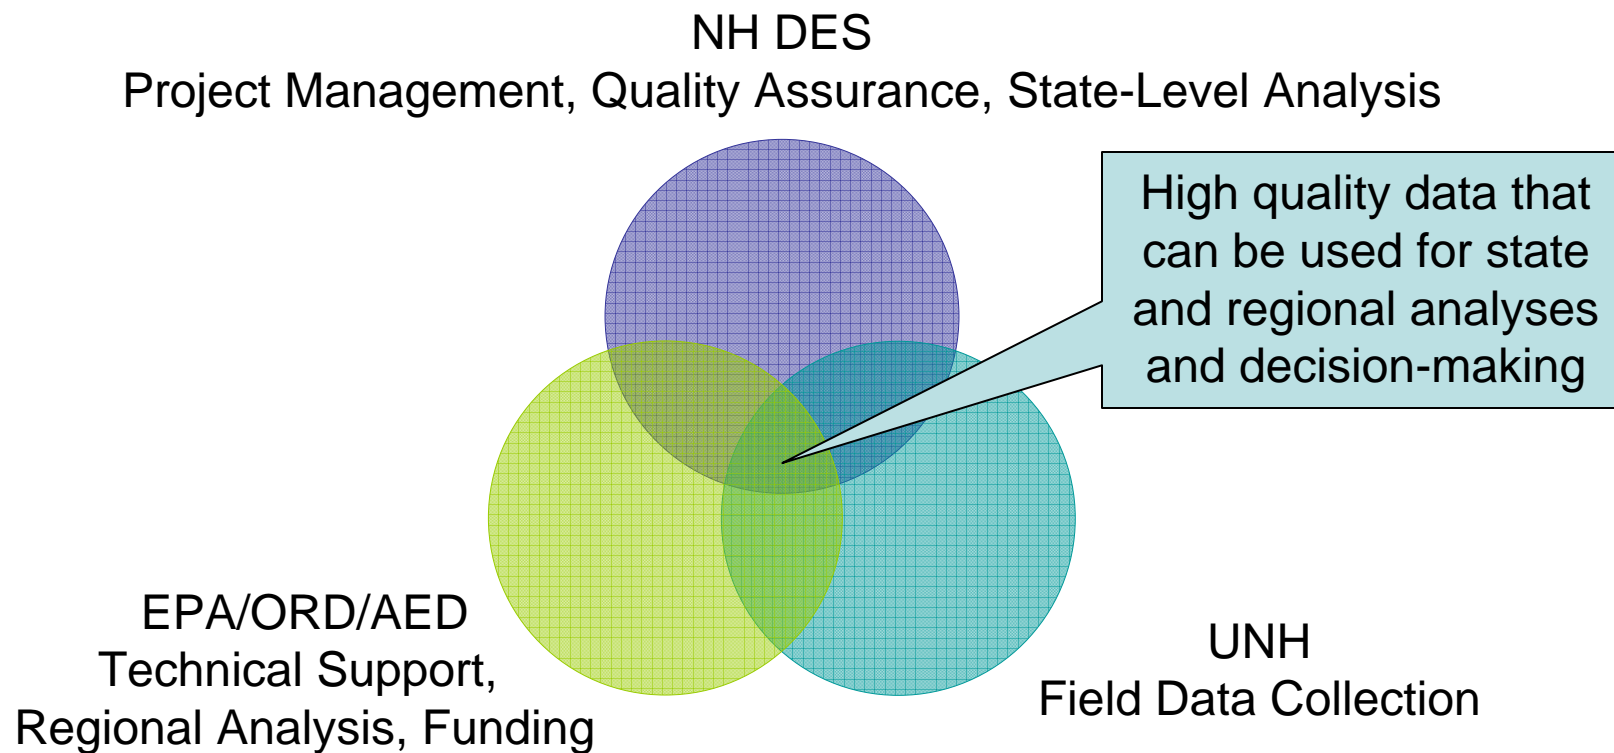 NH DES
Project Management, Quality Assurance, State-Level Analysis
High quality data that
can be used for state
and regional analyses
and decision-making
EPA/ORD/AED
Technical Support,
Regional Analysis, Funding
UNH
Field Data Collection